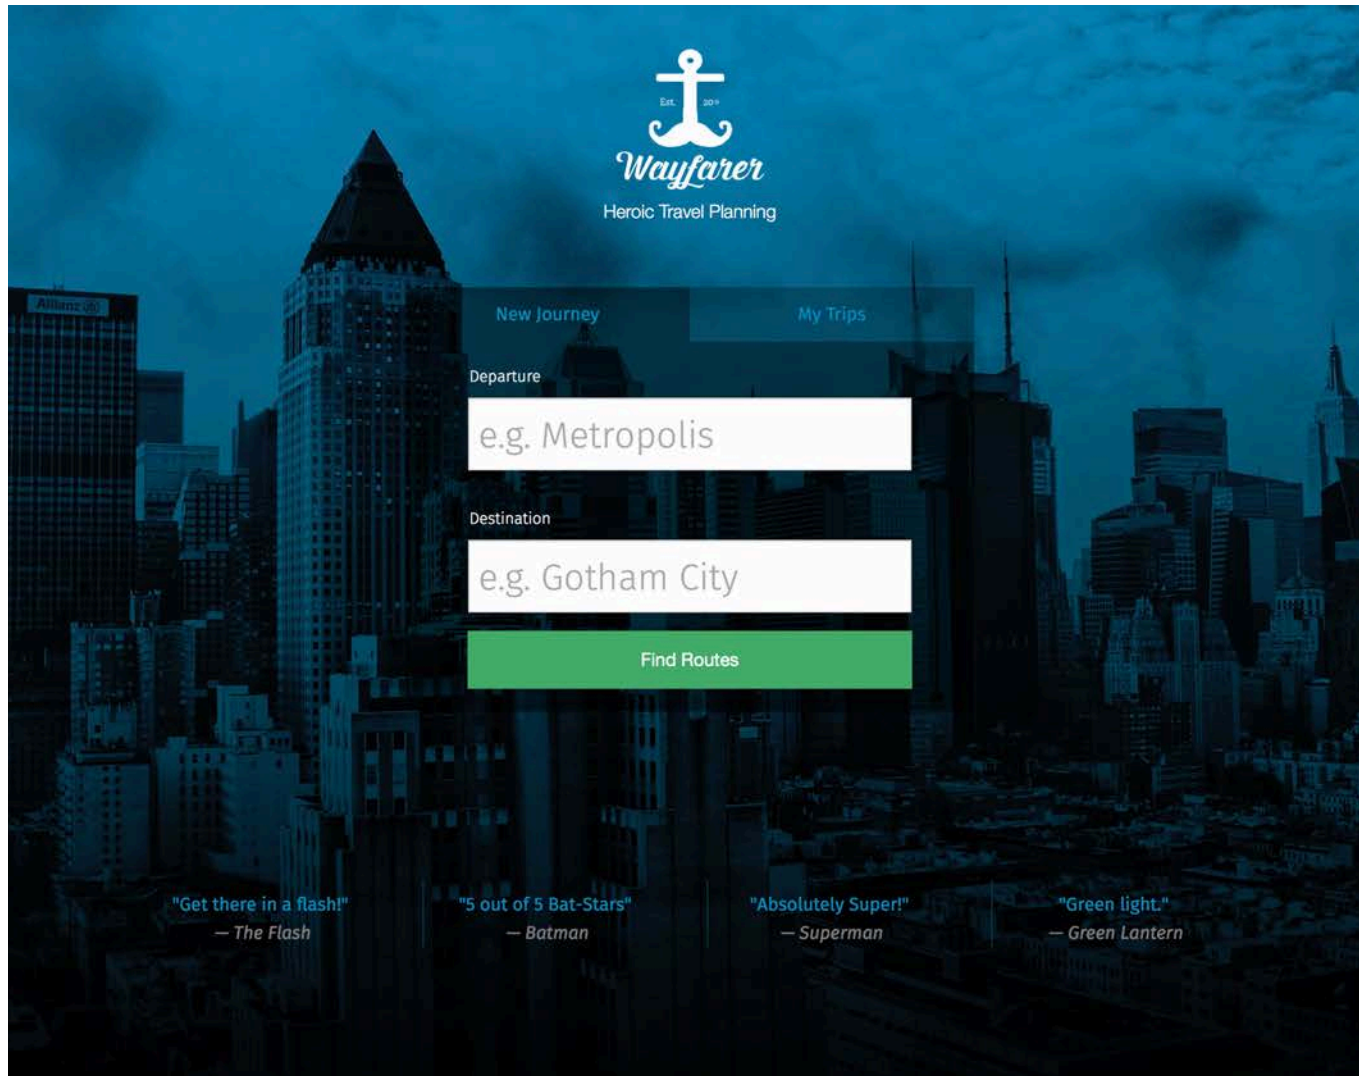 Est. 20
Wayfarer
Heroic Travel Planning
Allianz
New Journey
My Trips
Departure
e.g. Metropolis
Destination
e.g. Gotham City
Find Routes
"Get there in a flash!"
— The Flash
"5 out of 5 Bat-Stars"
— Batman
"Absolutely Super!"
— Superman
"Green light."
— Green Lantern